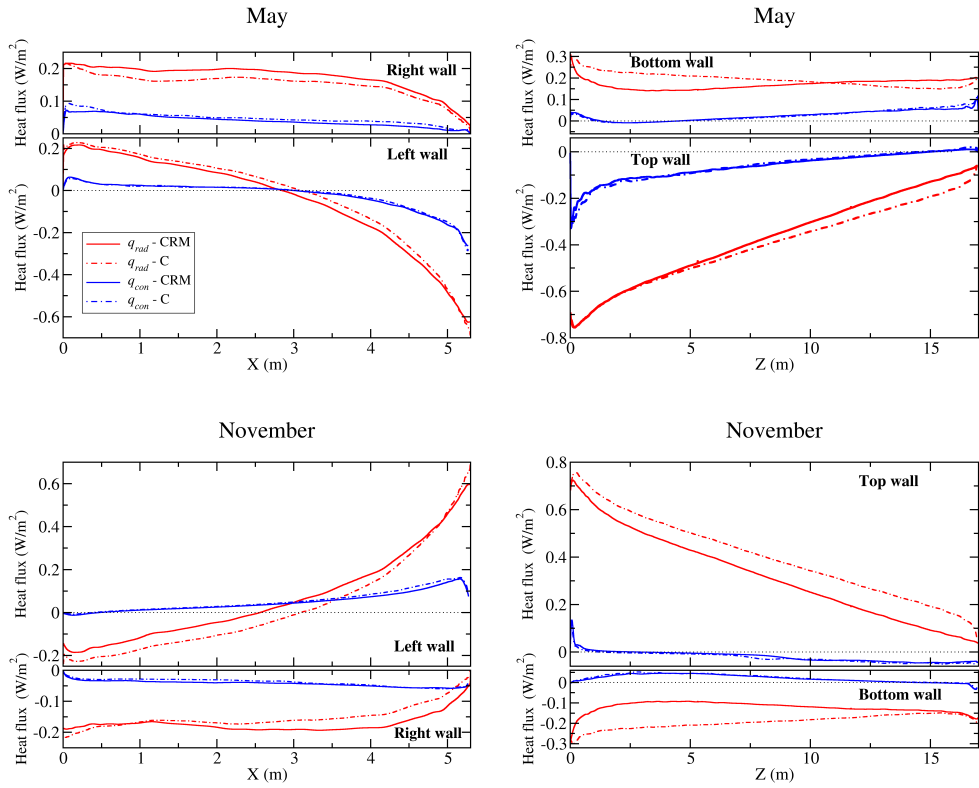 May
Heat flux (W/m²)
0.2
0.1
0
Right wall
Heat flux (W/m²)
0.2
0
-0.2
-0.4
-0.6
Left wall
q_rad - CRM
q_rad - C
q_con - CRM
q_con - C
0 1 2 3 4 5
X (m)
May
Heat flux (W/m²)
0.3
0.2
0.1
0
Bottom wall
Heat flux (W/m²)
0
-0.2
-0.4
-0.6
-0.8
Top wall
0 5 10 15
Z (m)
November
Heat flux (W/m²)
0.6
0.4
0.2
0
-0.2
Left wall
Heat flux (W/m²)
0
-0.1
-0.2
Right wall
0 1 2 3 4 5
X (m)
November
Heat flux (W/m²)
0.8
0.6
0.4
0.2
0
Top wall
Heat flux (W/m²)
0
-0.1
-0.2
-0.3
Bottom wall
0 5 10 15
Z (m)